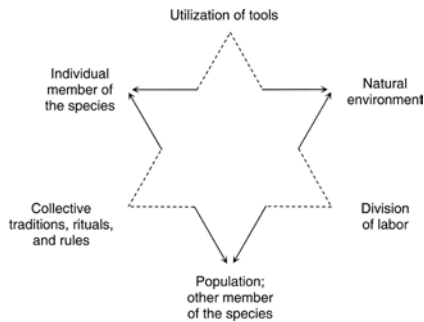 Utilization of tools
Individual
member of
the species
Natural
environment
Collective
traditions, rituals,
and rules
Division
of labor
Population;
other member
of the species